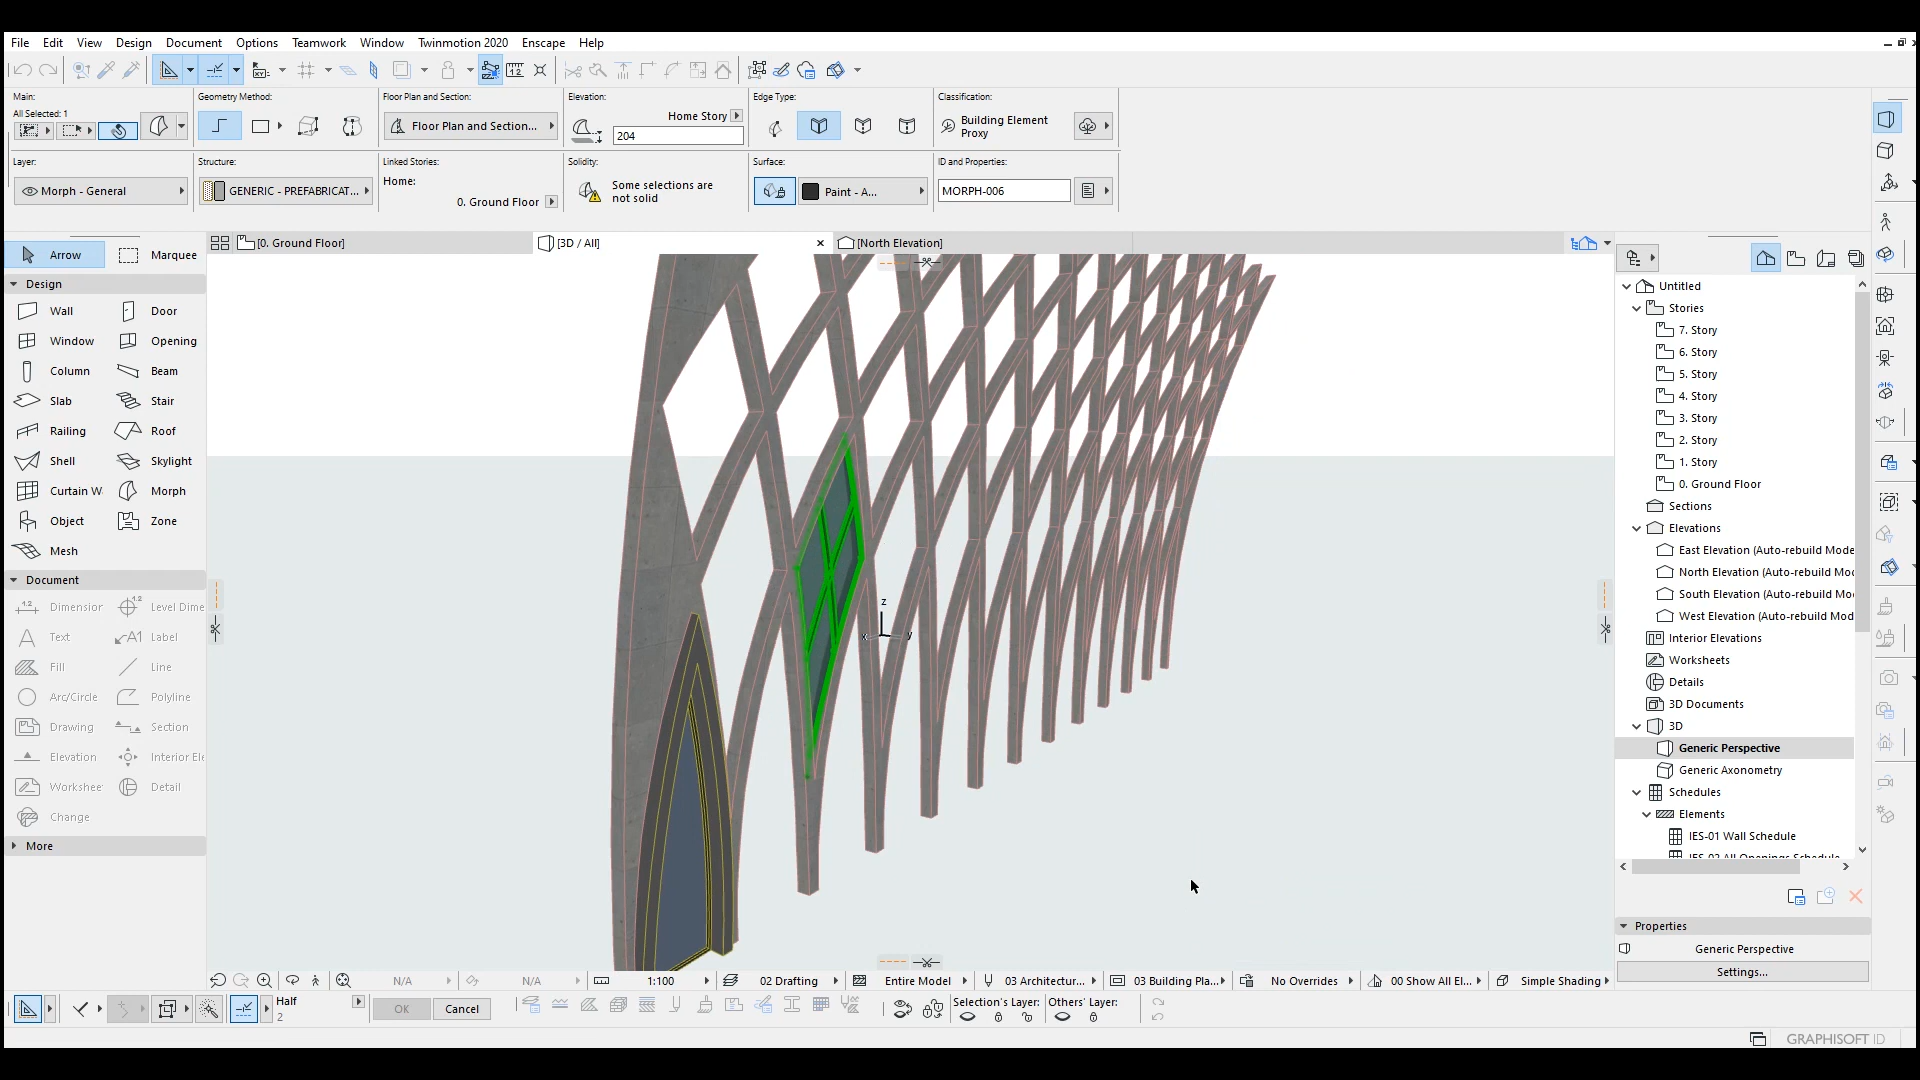 File Edit View Design Document Options Teamwork Window Twinmotion 2020 Enscape Help
Main:
All Selected: 1
Geometry Method:
Floor Plan and Section:
Floor Plan and Section...
Elevation:
Home Story
204
Edge Type:
Classification:
Building Element
Proxy
Layer:
Morph - General
Structure:
GENERIC - PREFABRICAT...
Linked Stories:
Home:
0. Ground Floor
Solidity:
Some selections are
not solid
Surface:
Paint - A...
ID and Properties:
MORPH-006
[0. Ground Floor]
[3D / All]
[North Elevation]
Arrow Marquee
Design
Wall Door
Window Opening
Column Beam
Slab Stair
Railing Roof
Shell Skylight
Curtain W Morph
Object Zone
Mesh
Document
Dimension Level Dime
Text Label
Fill Line
Arc/Circle Polyline
Drawing Section
Elevation Interior Ele
Workshee Detail
Change
More
z
x y
Untitled
Stories
7. Story
6. Story
5. Story
4. Story
3. Story
2. Story
1. Story
0. Ground Floor
Sections
Elevations
East Elevation (Auto-rebuild Mode
North Elevation (Auto-rebuild Mo
South Elevation (Auto-rebuild Mo
West Elevation (Auto-rebuild Mod
Interior Elevations
Worksheets
Details
3D Documents
3D
Generic Perspective
Generic Axonometry
Schedules
Elements
IES-01 Wall Schedule
IES-02 All Openings Schedule
Properties
Generic Perspective
Settings...
N/A N/A 1:100 02 Drafting Entire Model 03 Architectur... 03 Building Pla... No Overrides 00 Show All El... Simple Shading
Half
2
OK Cancel
Selection's Layer: Others' Layer:
GRAPHISOFT ID